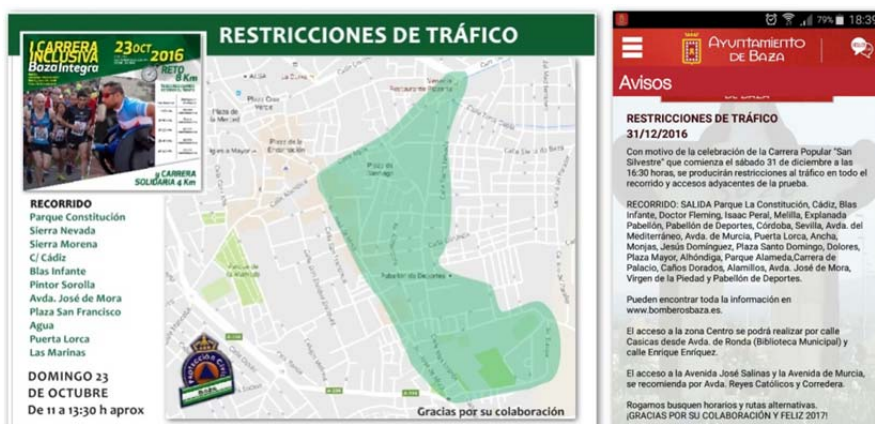 RESTRICCIONES DE TRÁFICO
I CARRERA
INCLUSIVA
Baza Integra
23 OCT 2016
RETO
8 Km
y CARRERA
SOLIDARIA 4 Km
RECORRIDO
Parque Constitución
Sierra Nevada
Sierra Morena
C/ Cádiz
Blas Infante
Pintor Sorolla
Avda. José de Mora
Plaza San Francisco
Agua
Puerta Lorca
Las Marinas
DOMINGO 23
DE OCTUBRE
De 11 a 13:30 h aprox
ALSA
Plaza de
Santiago
Pabellón de Deportes
Gracias por su colaboración
79% 18:39
AYUNTAMIENTO
DE BAZA
Avisos
RESTRICCIONES DE TRÁFICO
31/12/2016
Con motivo de la celebración de la Carrera Popular "San
Silvestre" que comienza el sábado 31 de diciembre a las
16:30 horas, se producirán restricciones al tráfico en todo el
recorrido y accesos adyacentes de la prueba.
RECORRIDO: SALIDA Parque La Constitución, Cádiz, Blas
Infante, Doctor Fleming, Isaac Peral, Melilla, Explanada
Pabellón, Pabellón de Deportes, Córdoba, Sevilla, Avda. del
Mediterráneo, Avda. de Murcia, Puerta Lorca, Ancha,
Monjas, Jesús Domínguez, Plaza Santo Domingo, Dolores,
Plaza Mayor, Alhóndiga, Parque Alameda,Carrera de
Palacio, Caños Dorados, Alamillos, Avda. José de Mora,
Virgen de la Piedad y Pabellón de Deportes.
Pueden encontrar toda la información en
www.bomberosbaza.es.
El acceso a la zona Centro se podrá realizar por calle
Casicas desde Avda. de Ronda (Biblioteca Municipal) y
calle Enrique Enríquez.
El acceso a la Avenida José Salinas y la Avenida de Murcia,
se recomienda por Avda. Reyes Católicos y Corredera.
Rogamos busquen horarios y rutas alternativas.
¡GRACIAS POR SU COLABORACIÓN Y FELIZ 2017!